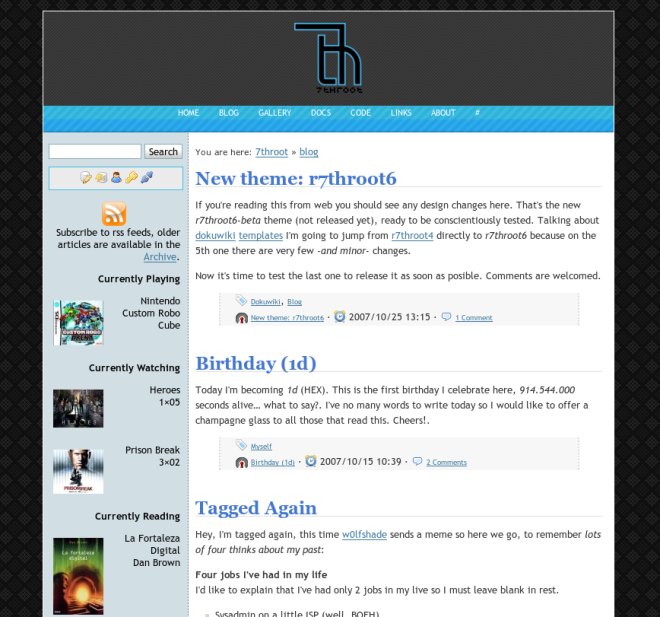 7throot
HOME BLOG GALLERY DOCS CODE LINKS ABOUT #
Search
Subscribe to rss feeds, older
articles are available in the
Archive.
Currently Playing
Nintendo
Custom Robo
Cube
Currently Watching
Heroes
1×05
Prison Break
3×02
Currently Reading
La Fortaleza
Digital
Dan Brown
You are here: 7throot » blog
New theme: r7throot6
If you're reading this from web you should see any design changes here. That's the new
r7throot6-beta theme (not released yet), ready to be conscientiously tested. Talking about
dokuwiki templates I'm going to jump from r7throot4 directly to r7throot6 because on the
5th one there are very few -and minor- changes.
Now it's time to test the last one to release it as soon as posible. Comments are welcomed.
Dokuwiki, Blog
New theme: r7throot6 · 2007/10/25 13:15 · 1 Comment
Birthday (1d)
Today I'm becoming 1d (HEX). This is the first birthday I celebrate here, 914.544.000
seconds alive… what to say?. I've no many words to write today so I would like to offer a
champagne glass to all those that read this. Cheers!.
Myself
Birthday (1d) · 2007/10/15 10:39 · 2 Comments
Tagged Again
Hey, I'm tagged again, this time w0lfshade sends a meme so here we go, to remember lots
of four thinks about my past:
Four jobs I've had in my life
I'd like to explain that I've had only 2 jobs in my live so I must leave blank in rest.
Sysadmin on a little ISP (well, BOFH)